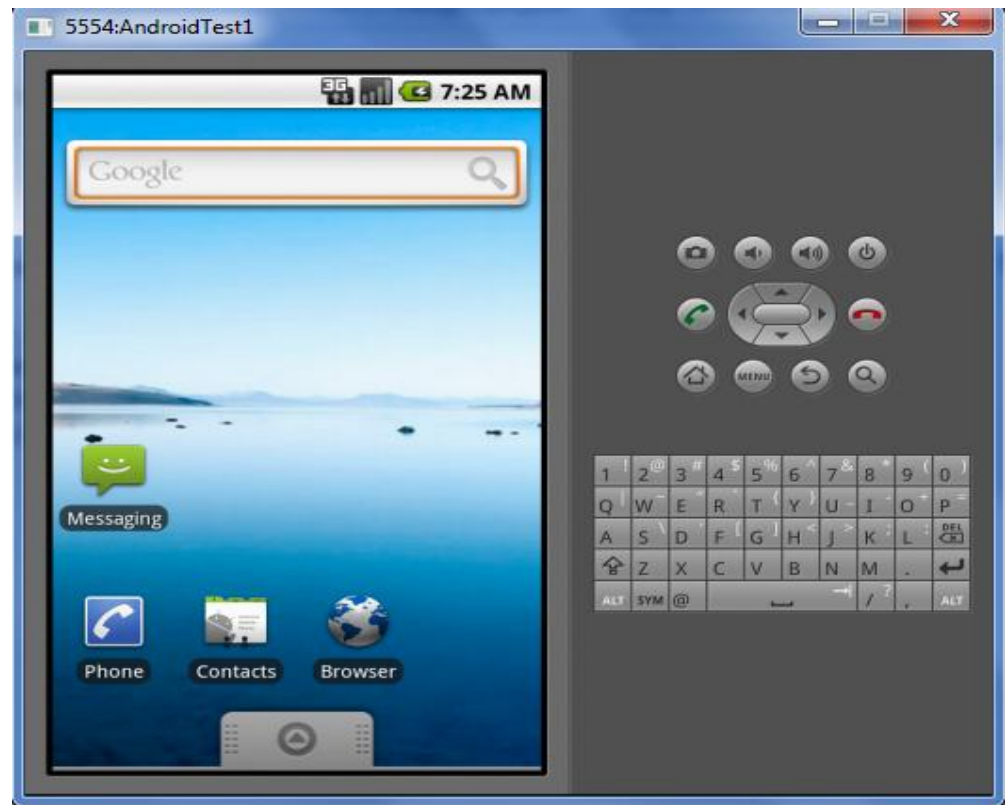 5554:AndroidTest1
3G 7:25 AM
Google
Messaging
Phone Contacts Browser
MENU
1 ! 2 @ 3 # 4 $ 5 % 6 ^ 7 & 8 * 9 ( 0 )
Q | W ~ E " R ` T { Y } U _ I - O + P =
A S \ D ' F [ G ] H < J > K ; L : DEL
Z X C V B N M .
ALT SYM @ / ? , ALT